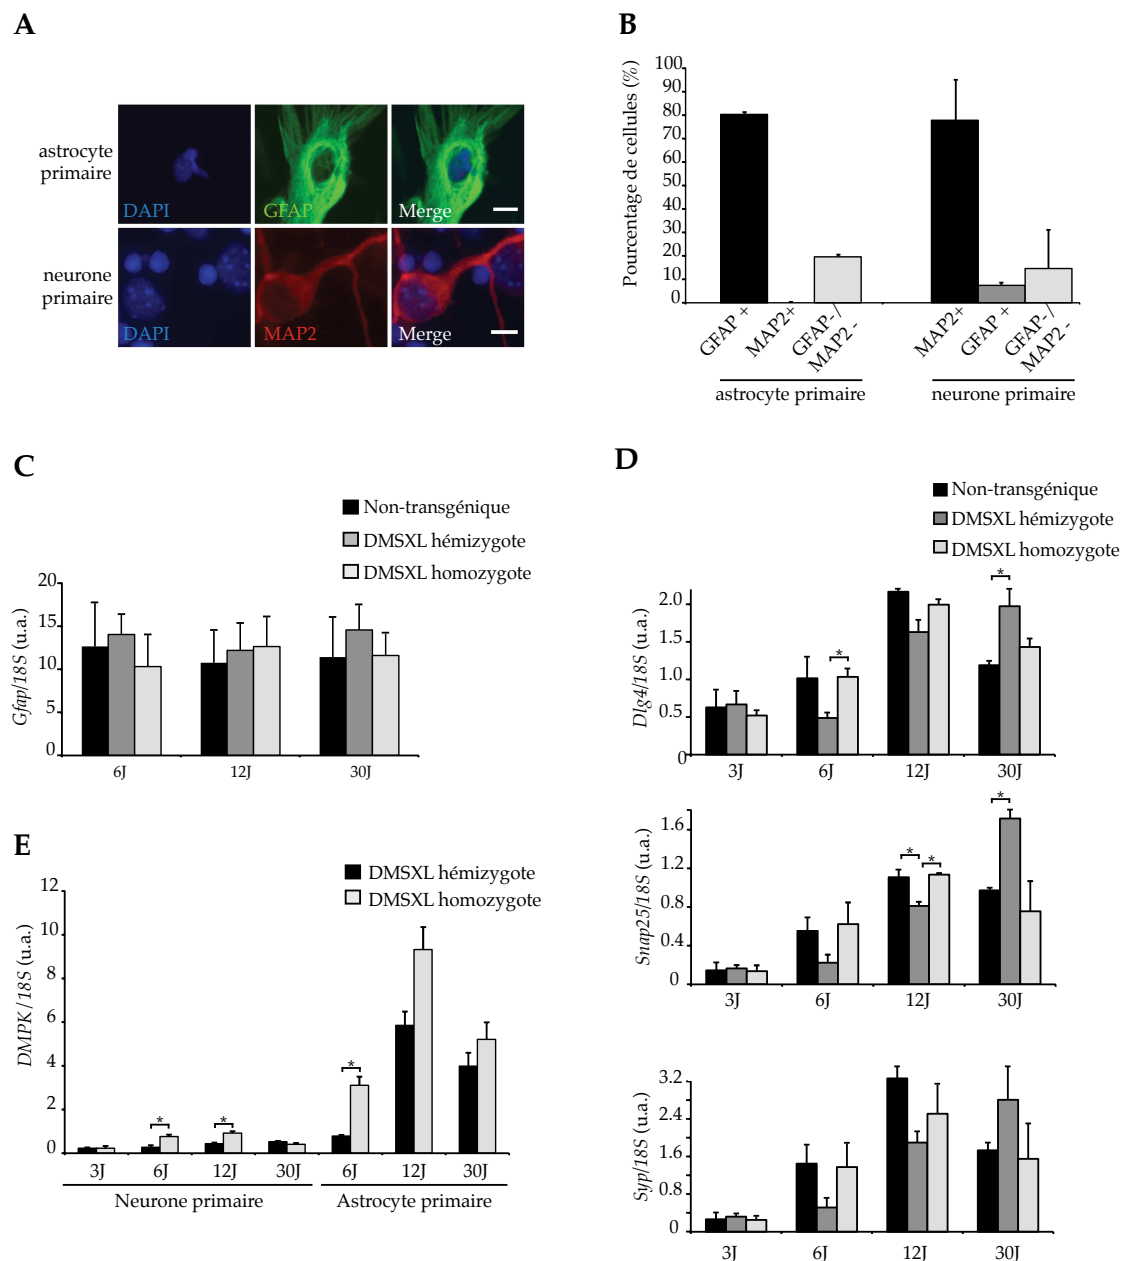 A
astrocyte
primaire
DAPI
GFAP
Merge
neurone
primaire
DAPI
MAP2
Merge
B
Pourcentage de cellules (%)
100
90
80
70
60
50
40
30
20
10
0
GFAP +
MAP2+
GFAP-/
MAP2 -
MAP2+
GFAP +
GFAP-/
MAP2 -
astrocyte primaire
neurone primaire
C
Non-transgénique
DMSXL hémizygote
DMSXL homozygote
Gfap/18S (u.a.)
20
15
10
5
0
6J
12J
30J
D
Non-transgénique
DMSXL hémizygote
DMSXL homozygote
Dlg4/18S (u.a.)
2.0
1.5
1.0
0.5
0
*
*
3J
6J
12J
30J
Snap25/18S (u.a.)
1.6
1.2
0.8
0.4
0
*
*
*
3J
6J
12J
30J
Syp/18S (u.a.)
3.2
2.4
1.6
0.8
0
3J
6J
12J
30J
E
DMSXL hémizygote
DMSXL homozygote
DMPK/18S (u.a.)
12
10
8
6
4
2
0
*
*
*
3J
6J
12J
30J
6J
12J
30J
Neurone primaire
Astrocyte primaire